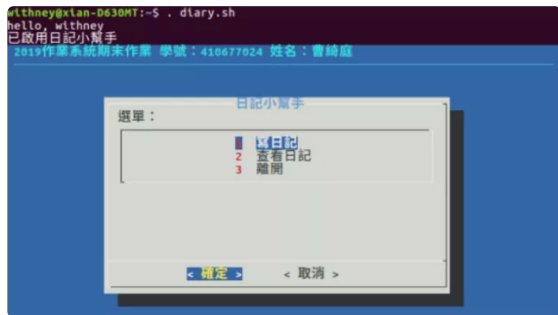 withney@xian-D630MT:~$ . diary.sh
hello, withney
已啟用日記小幫手
2019作業系統期末作業 學號：410677024 姓名：曹綺庭
日記小幫手
選單：
1 寫日記
2 查看日記
3 離開
< 確定 > < 取消 >